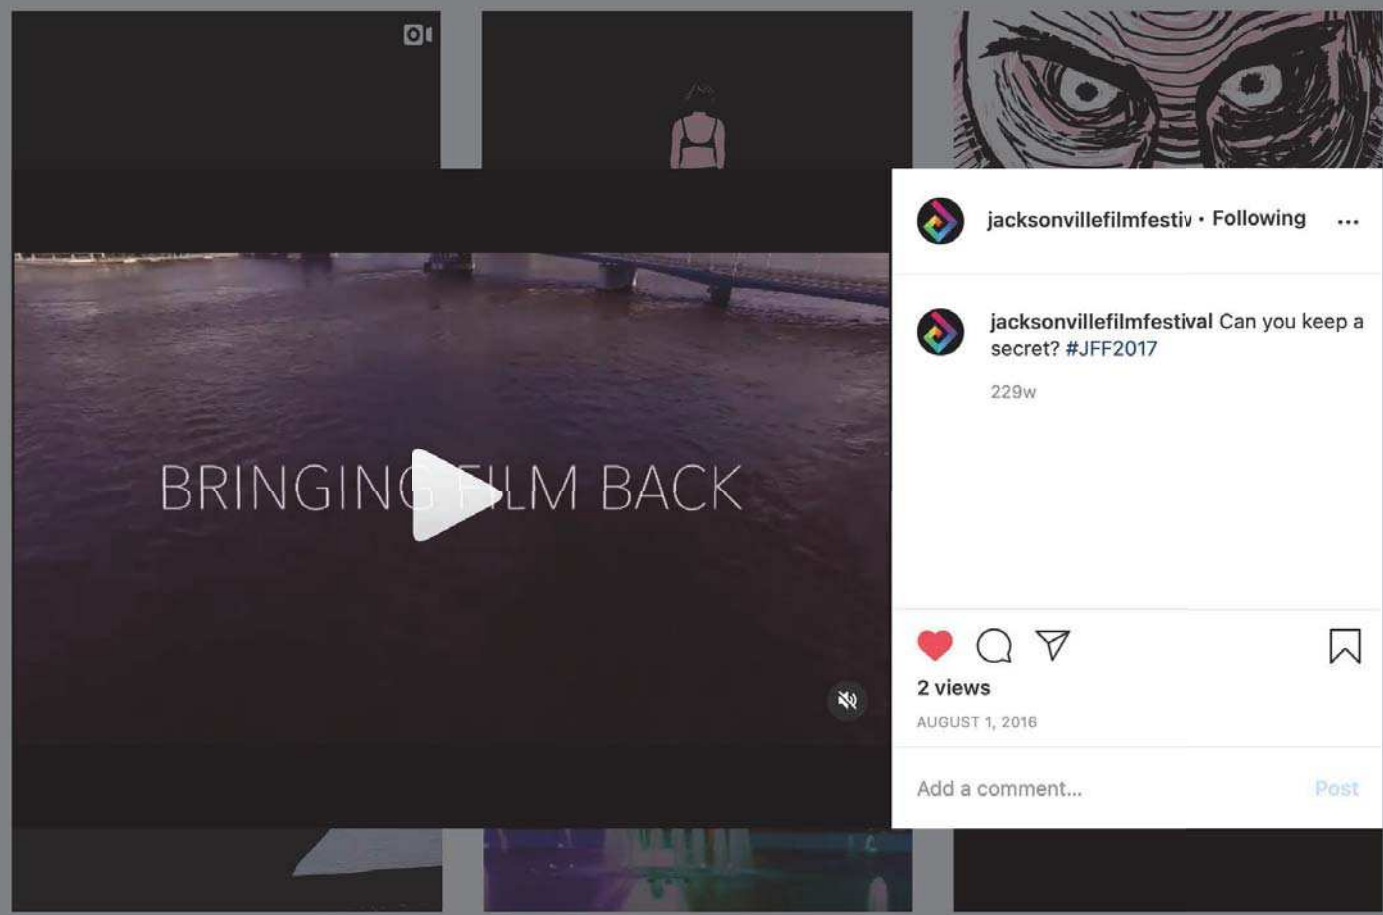 BRINGING FILM BACK
jacksonvillefilmfestiv • Following
jacksonvillefilmfestival Can you keep a
secret? #JFF2017
229w
2 views
AUGUST 1, 2016
Add a comment...
Post